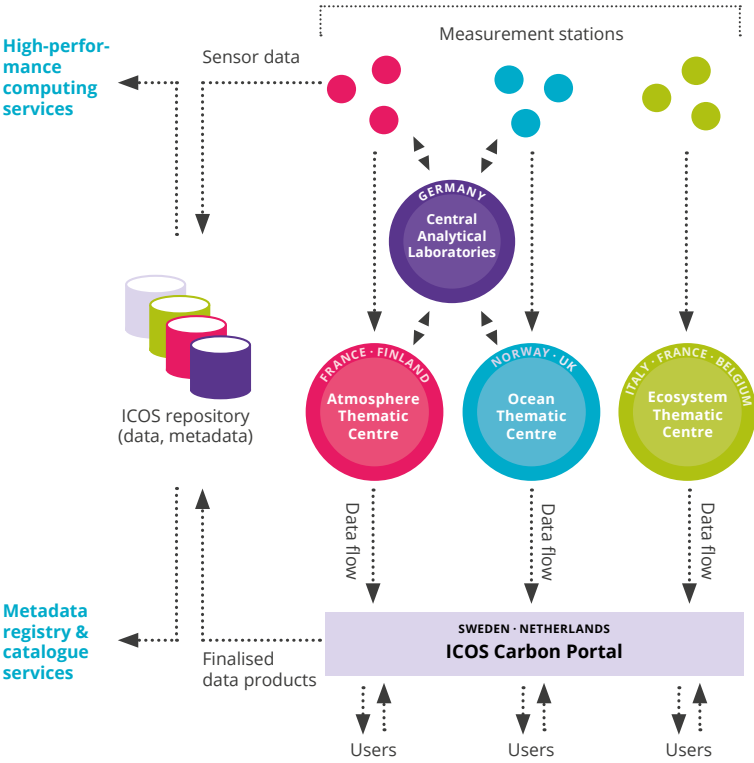 Measurement stations
High-perfor-
mance
computing
services
Sensor data
GERMANY
Central
Analytical
Laboratories
FRANCE · FINLAND
Atmosphere
Thematic
Centre
NORWAY · UK
Ocean
Thematic
Centre
ITALY · FRANCE · BELGIUM
Ecosystem
Thematic
Centre
ICOS repository
(data, metadata)
Data flow
Data flow
Data flow
Metadata
registry &
catalogue
services
Finalised
data products
SWEDEN · NETHERLANDS
ICOS Carbon Portal
Users
Users
Users